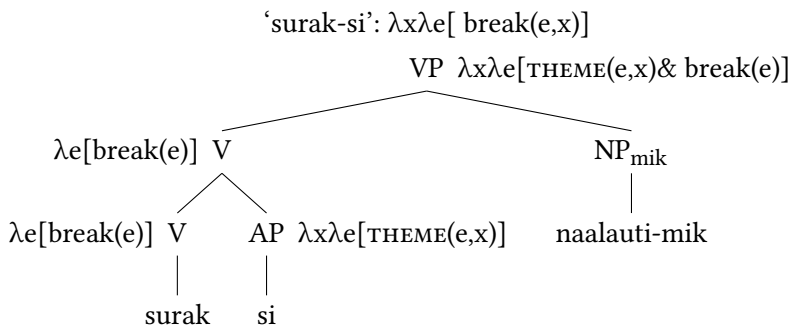 ‘surak-si’: λxλe[ break(e,x)]
VP λxλe[THEME(e,x)& break(e)]
λe[break(e)] V NPmik
λe[break(e)] V AP λxλe[THEME(e,x)] naalauti-mik
surak si